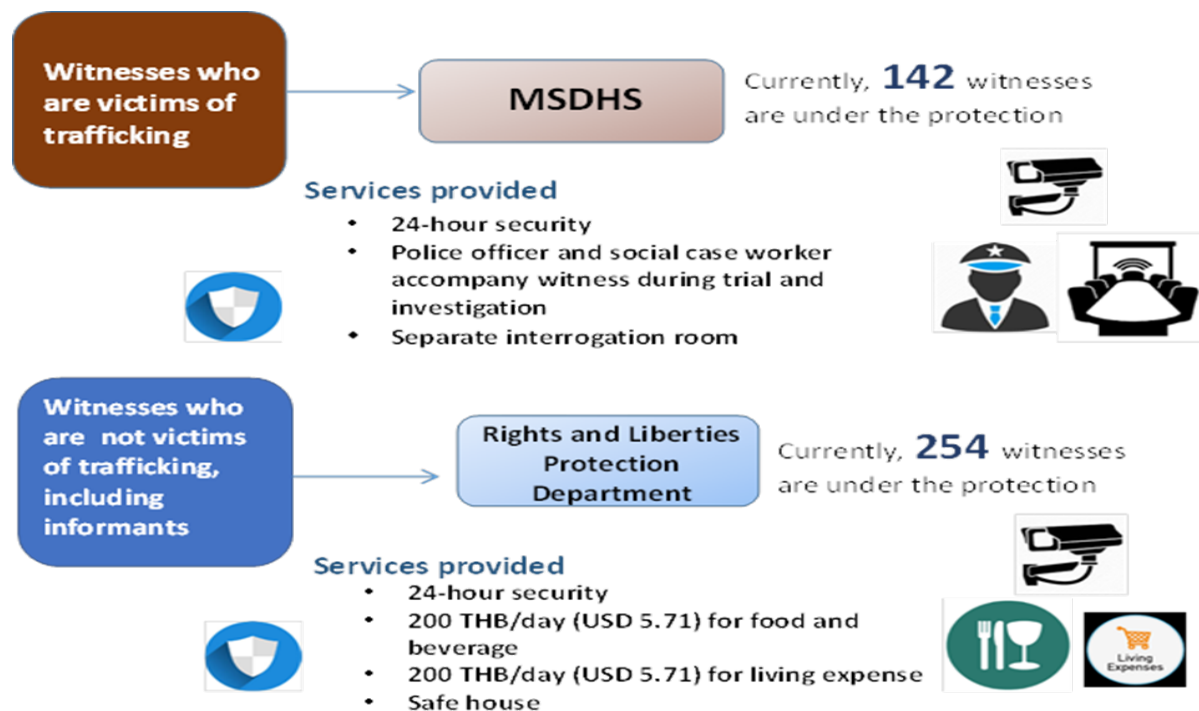 Witnesses who
are victims of
trafficking
MSDHS
Currently, 142 witnesses
are under the protection
Services provided
• 24-hour security
• Police officer and social case worker
accompany witness during trial and
investigation
• Separate interrogation room
Witnesses who
are not victims
of trafficking,
including
informants
Rights and Liberties
Protection
Department
Currently, 254 witnesses
are under the protection
Services provided
• 24-hour security
• 200 THB/day (USD 5.71) for food and
beverage
• 200 THB/day (USD 5.71) for living expense
• Safe house
Living
Expenses